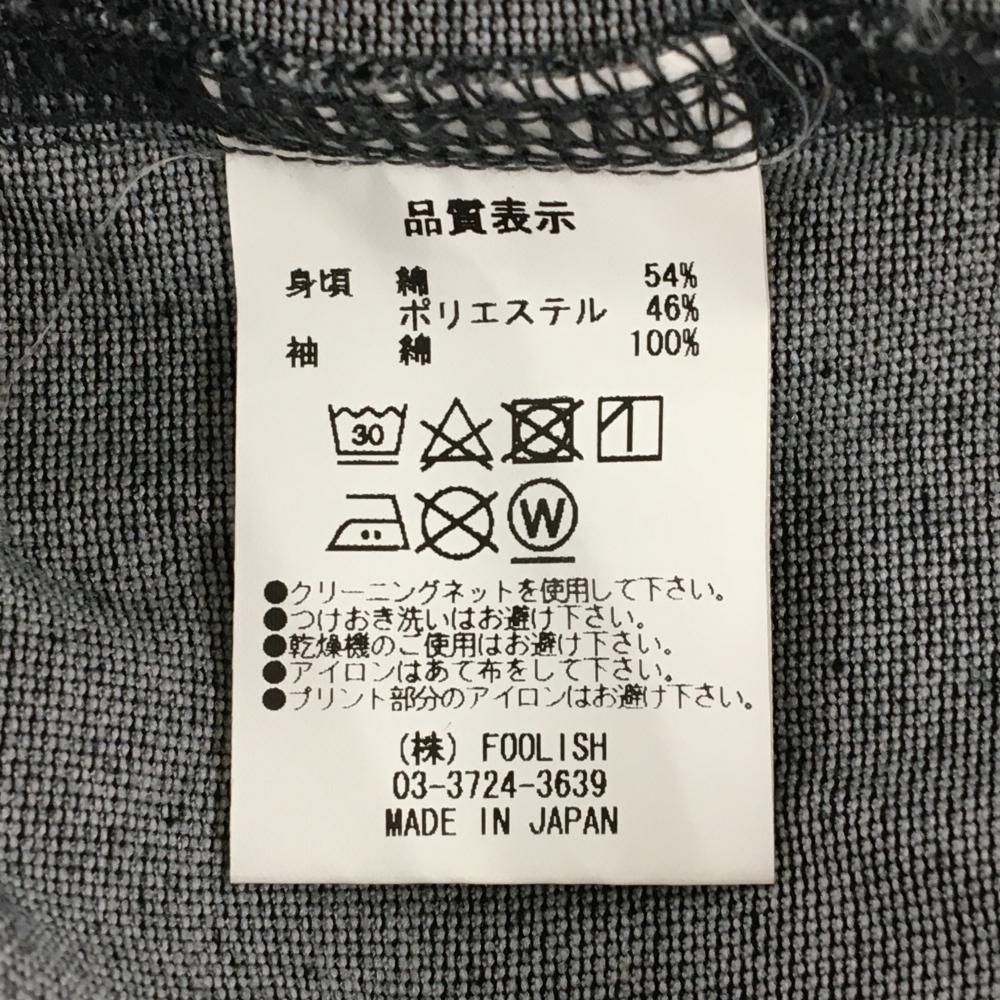 品質表示
身頃 綿 54%
ポリエステル 46%
袖 綿 100%
30
W
●クリーニングネットを使用して下さい。
●つけおき洗いはお避け下さい。
●乾燥機のご使用はお避け下さい。
●アイロンはあて布をして下さい。
●プリント部分のアイロンはお避け下さい。
(株) FOOLISH
03-3724-3639
MADE IN JAPAN